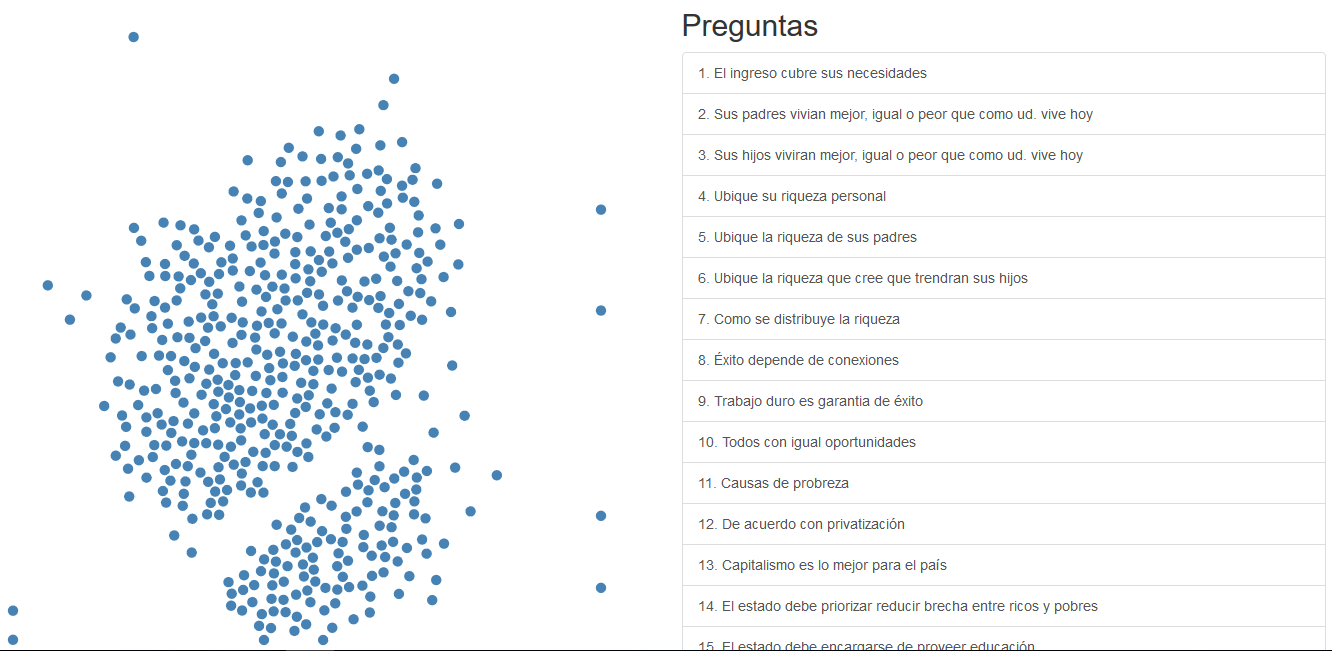 Preguntas
1. El ingreso cubre sus necesidades
2. Sus padres vivian mejor, igual o peor que como ud. vive hoy
3. Sus hijos viviran mejor, igual o peor que como ud. vive hoy
4. Ubique su riqueza personal
5. Ubique la riqueza de sus padres
6. Ubique la riqueza que cree que trendran sus hijos
7. Como se distribuye la riqueza
8. Éxito depende de conexiones
9. Trabajo duro es garantia de éxito
10. Todos con igual oportunidades
11. Causas de probreza
12. De acuerdo con privatización
13. Capitalismo es lo mejor para el país
14. El estado debe priorizar reducir brecha entre ricos y pobres
15. El estado debe encargarse de proveer educación